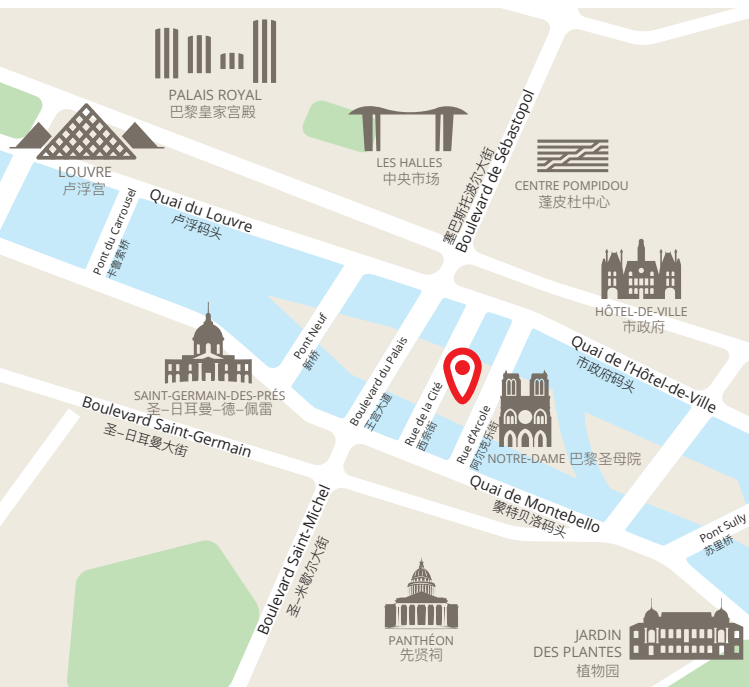 PALAIS ROYAL
巴黎皇家宫殿
LES HALLES
中央市场
Boulevard de Sébastopol
塞巴斯托波尔大街
CENTRE POMPIDOU
蓬皮杜中心
LOUVRE
卢浮宫
Pont du Carrousel
卡鲁索桥
Quai du Louvre
卢浮码头
HÔTEL-DE-VILLE
市政府
Quai de l'Hôtel-de-Ville
市政府码头
Pont Neuf
新桥
Boulevard du Palais
王宫大道
Rue de la Cité
西奈街
Rue d'Arcole
阿尔克乐街
SAINT-GERMAIN-DES-PRÉS
圣–日耳曼–德–佩雷
Boulevard Saint-Germain
圣–日耳曼大街
NOTRE-DAME 巴黎圣母院
Quai de Montebello
蒙特贝洛码头
Pont Sully
苏里桥
Boulevard Saint-Michel
圣–米歇尔大街
PANTHÉON
先贤祠
JARDIN
DES PLANTES
植物园